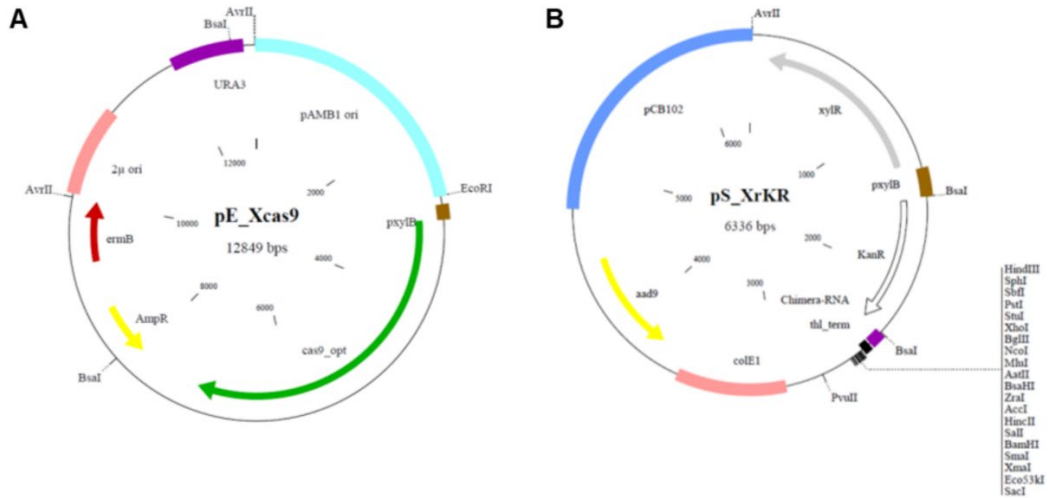 A
AvrII
BsaI
URA3
pAMB1 ori
2µ ori
12000
2000
AvrII
EcoRI
pE_Xcas9
pxylB
10000
ermB
12849 bps
4000
8000
AmpR
6000
cas9_opt
BsaI
B
AvrII
pCB102
xylR
6000
1000
pxylB
BsaI
5000
pS_XrKR
6336 bps
2000
KanR
4000
aad9
3000
Chimera-RNA
thl_term
BsaI
colE1
PvuII
HindIII
SphI
SbfI
PstI
StuI
XhoI
BglII
NcoI
MluI
AatII
BsaHI
ZraI
AccI
HincII
SalI
BamHI
SmaI
XmaI
Eco53kI
SacI